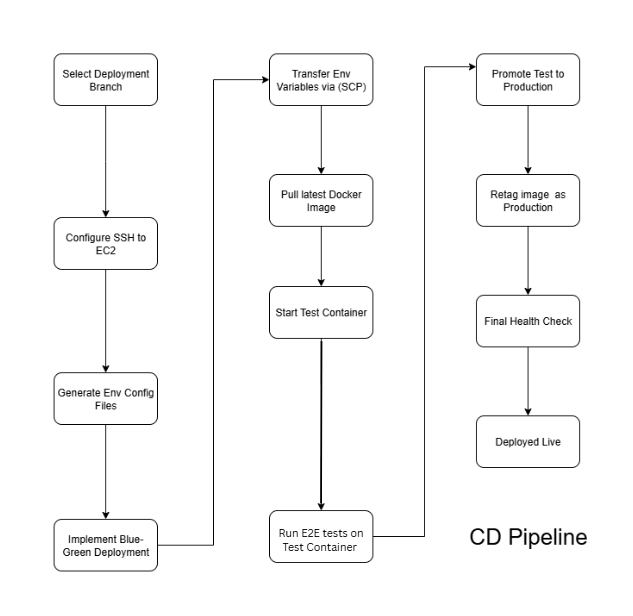 Select Deployment
Branch
Configure SSH to
EC2
Generate Env Config
Files
Implement Blue-
Green Deployment
Transfer Env
Variables via (SCP)
Pull latest Docker
Image
Start Test Container
Run E2E tests on
Test Container
Promote Test to
Production
Retag image as
Production
Final Health Check
Deployed Live
CD Pipeline